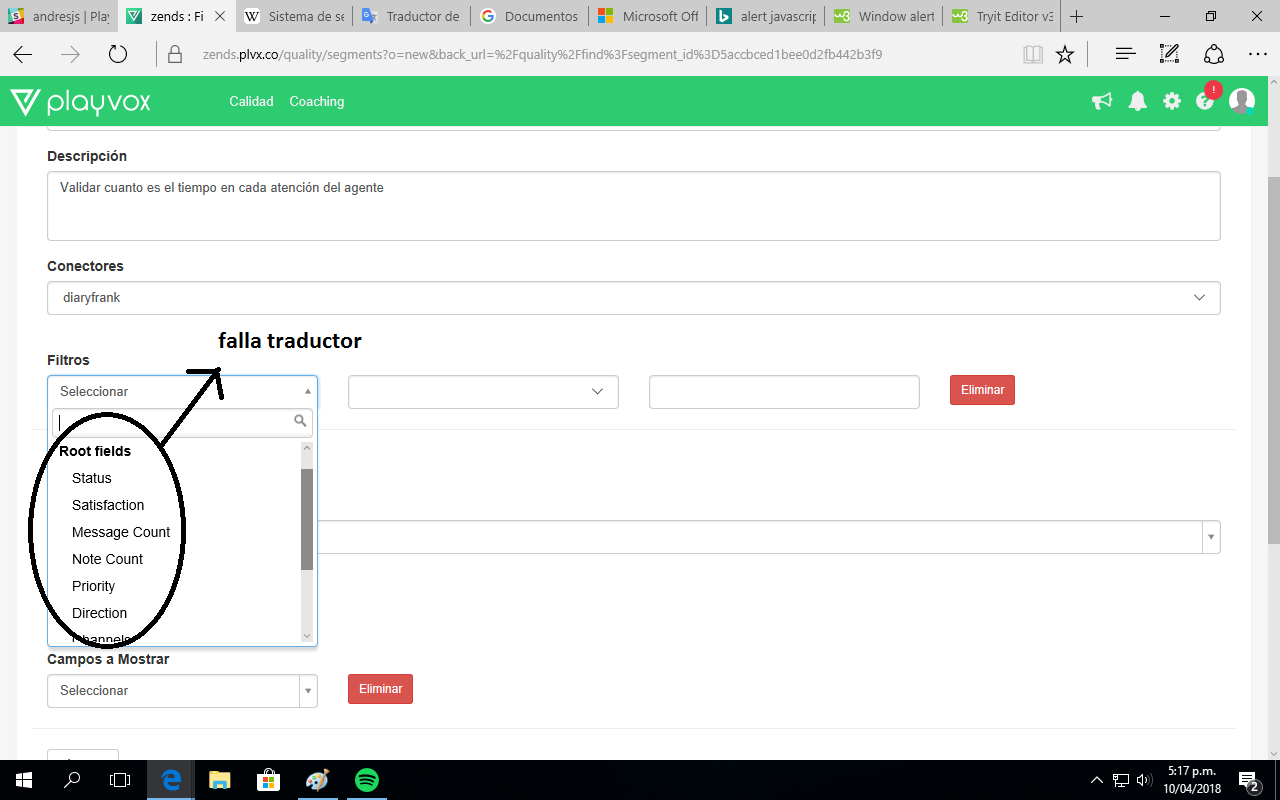 andresjs | Play
zends : Fi
Sistema de se
Traductor de
Documentos
Microsoft Off
alert javascrip
Window alert
Tryit Editor v3
zends.plvx.co/quality/segments?o=new&back_url=%2Fquality%2Ffind%3Fsegment_id%3D5accbced1bee0d2fb442b3f9
playvox
Calidad Coaching
Descripción
Validar cuanto es el tiempo en cada atención del agente
Conectores
diaryfrank
falla traductor
Filtros
Seleccionar
Eliminar
Root fields
Status
Satisfaction
Message Count
Note Count
Priority
Direction
Channels
Campos a Mostrar
Seleccionar
Eliminar
5:17 p.m.
10/04/2018
2